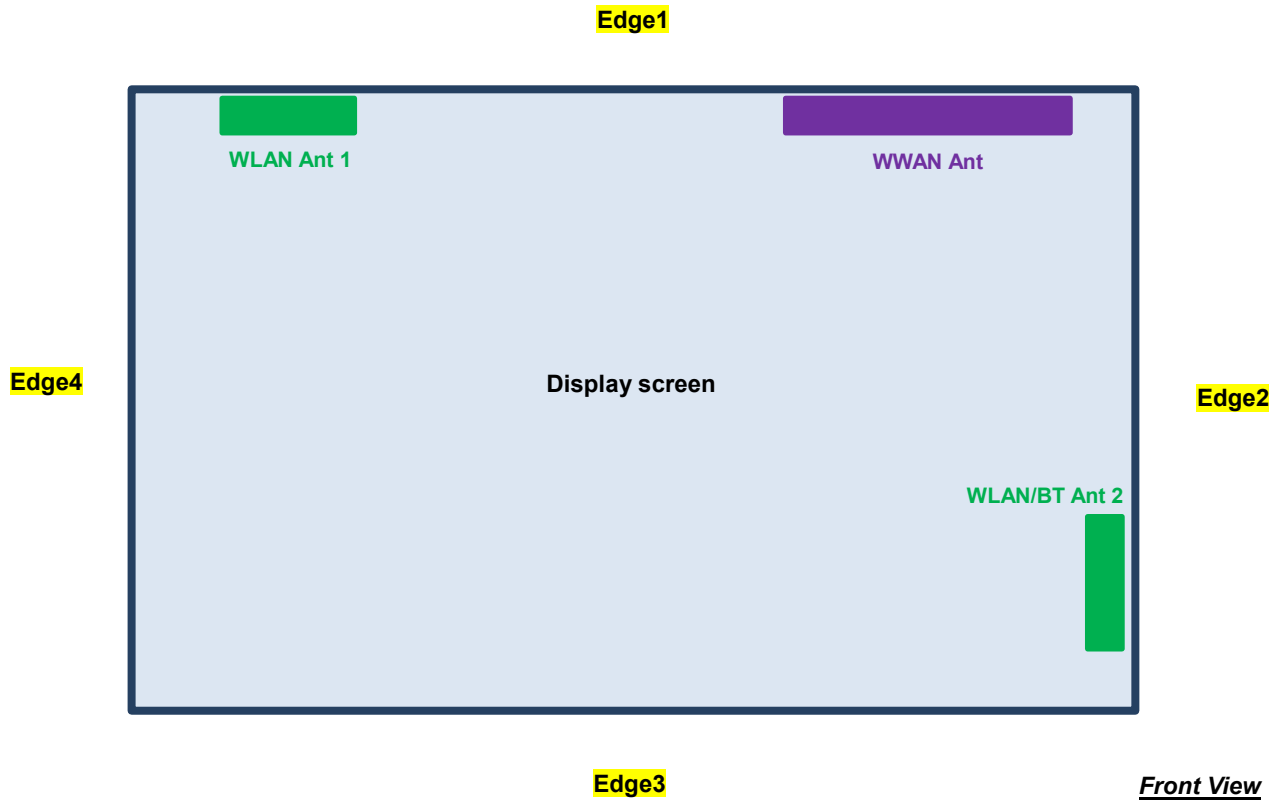 Edge1
WLAN Ant 1
WWAN Ant
Edge4
Display screen
Edge2
WLAN/BT Ant 2
Edge3
Front View